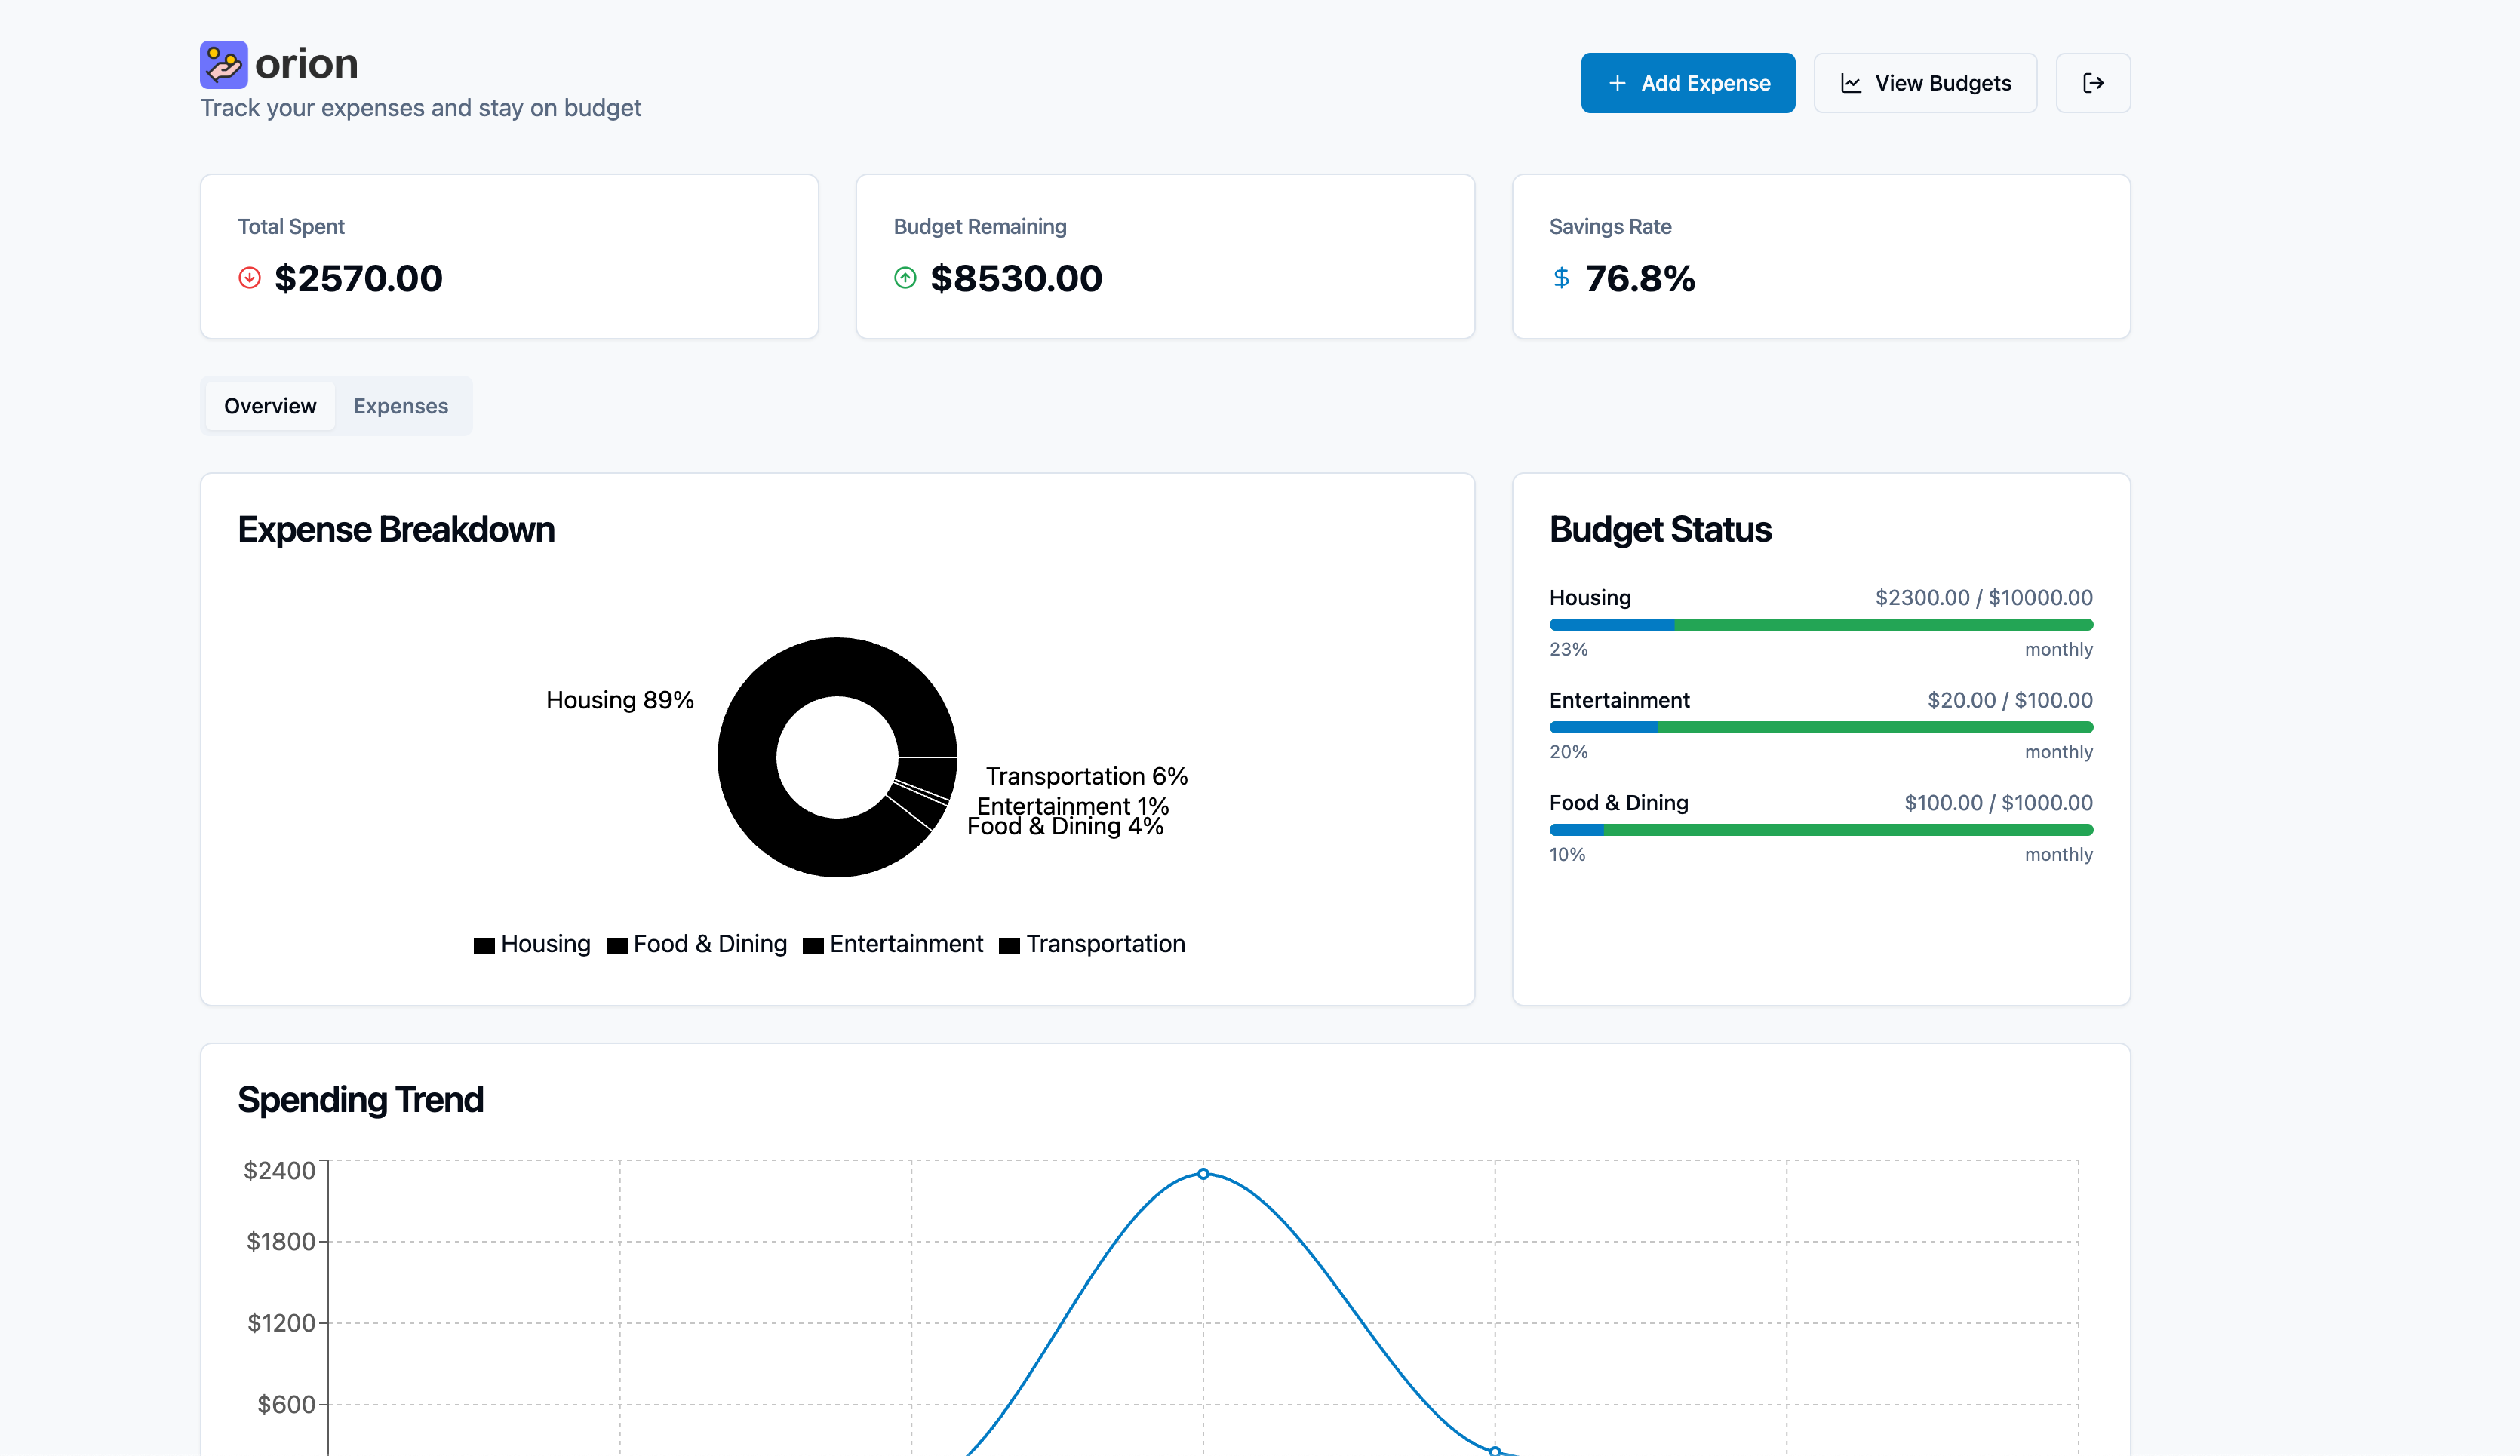 orion
Track your expenses and stay on budget
Add Expense
View Budgets
Total Spent
$2570.00
Budget Remaining
$8530.00
Savings Rate
$ 76.8%
Overview
Expenses
Expense Breakdown
Housing 89%
Transportation 6%
Entertainment 1%
Food & Dining 4%
Housing
Food & Dining
Entertainment
Transportation
Budget Status
Housing $2300.00 / $10000.00
23% monthly
Entertainment $20.00 / $100.00
20% monthly
Food & Dining $100.00 / $1000.00
10% monthly
Spending Trend
$2400
$1800
$1200
$600